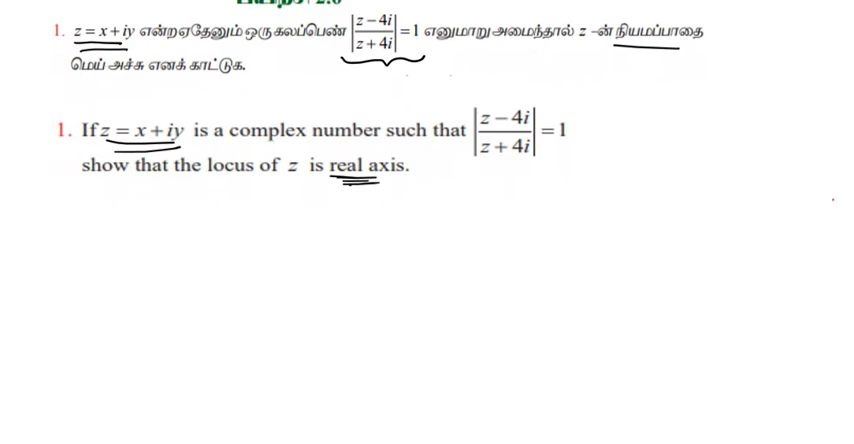 1. z = x + iy என்ற ஏதேனும் ஒரு கலப்பெண் |z − 4i / z + 4i| = 1 எனுமாறு அமைந்தால் z -ன் நியமப்பாதை
மெய் அச்சு எனக் காட்டுக.
1. If z = x + iy is a complex number such that |z − 4i / z + 4i| = 1
show that the locus of z is real axis.